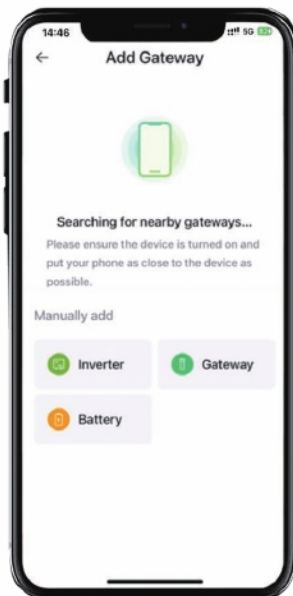 14:46
5G
Add Gateway
Searching for nearby gateways...
Please ensure the device is turned on and
put your phone as close to the device as
possible.
Manually add
Inverter
Gateway
Battery